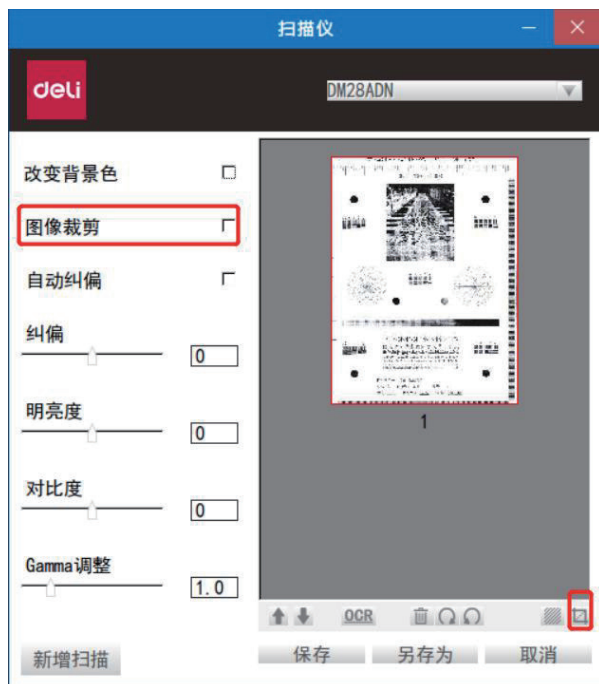 扫描仪
deli
DM28ADN
改变背景色
图像裁剪
自动纠偏
纠偏
0
明亮度
0
对比度
0
Gamma调整
1.0
1
OCR
新增扫描
保存
另存为
取消